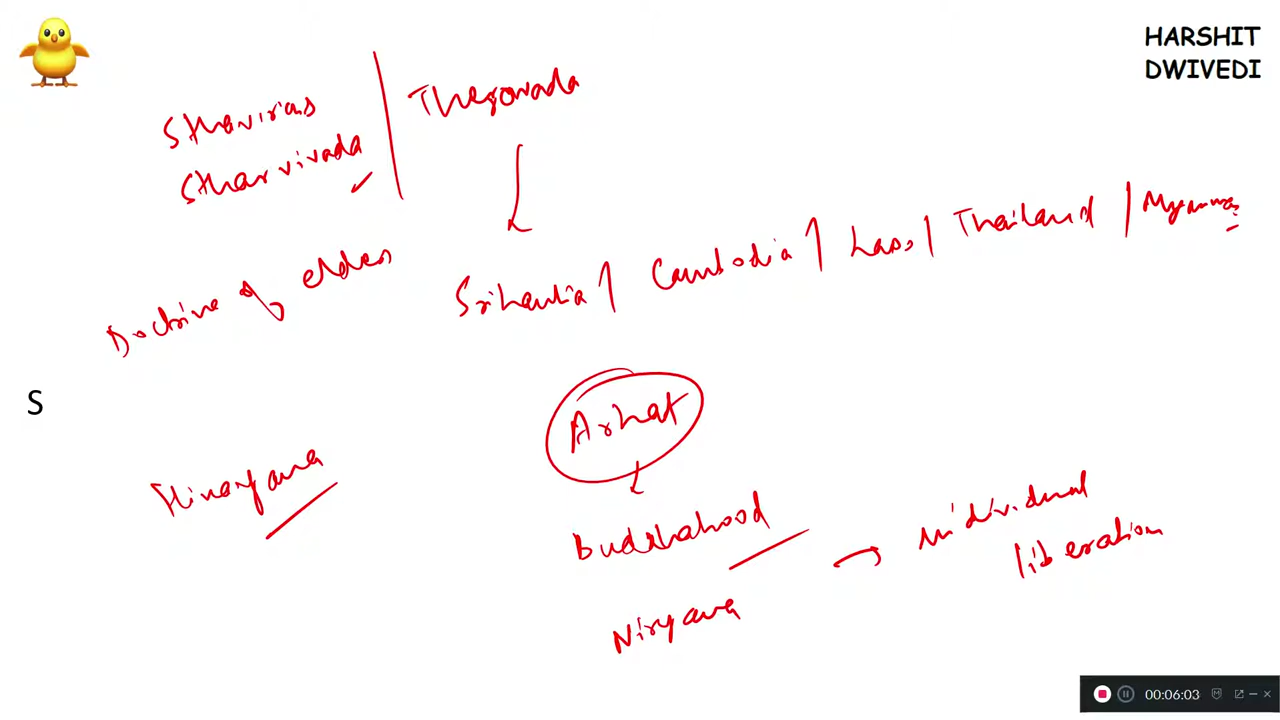 HARSHIT
DWIVEDI
Sthaviras
Stharvivada
Theravada
Doctrine of elders
Srilanka / Cambodia / Laos / Thailand / Myanmar
S
Arhat
Hinayana
Buddhahood
Nirvana
individual
liberation
00:06:03